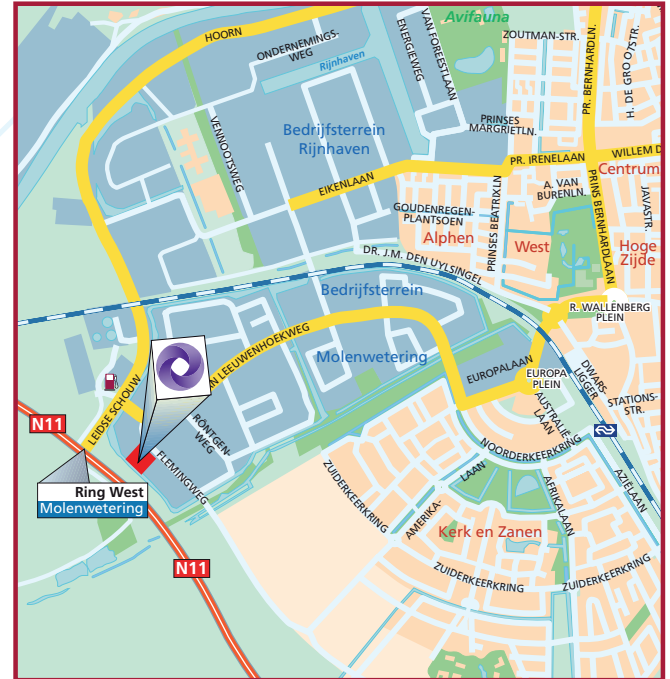 Avifauna
HOORN
ONDERNEMINGS-
WEG
Rijnhaven
ENERGIEWEG
VAN FORESTLAAN
ZOUTMAN-STR.
PR. BERNHARDLN.
H. DE GROOTSTR.
VENNOOTSWEG
Bedrijfsterrein
Rijnhaven
PRINSES
MARGRIETLN.
PR. IRENELAAN
WILLEM D
Centrum
EIKENLAAN
GOUDENREGEN-
PLANTSOEN
PRINSES BEATRIXLN
A. VAN
BURENLN.
PRINS BERNHARDLAAN
JAVASTR.
Alphen
West
Hoge
Zijde
DR. J.M. DEN UYLSINGEL
Bedrijfsterrein
Molenwetering
R. WALLENBERG
PLEIN
N LEEUWENHOEKWEG
EUROPALAAN
EUROPA
PLEIN
DWARS-
LIGGER
STATIONS-
STR.
AUSTRALIË
LAAN
LEIDSE SCHOUW
RÖNTGEN-
WEG
FLEMINGWEG
N11
Ring West
Molenwetering
N11
NOORDERKEERKRING
ZUIDERKEERKRING
AMERIKA-
LAAN
AFRIKALAAN
AZIËLAAN
Kerk en Zanen
ZUIDERKEERKRING
ZUIDERKEERKRING